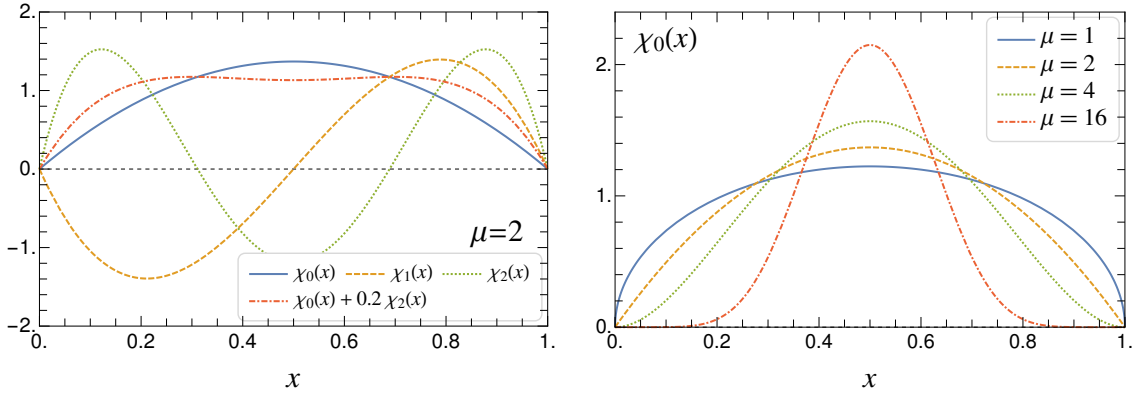 2.
1.
0.
−1.
−2.
0. 0.2 0.4 0.6 0.8 1.
x
μ=2
χ₀(x) χ₁(x) χ₂(x)
χ₀(x) + 0.2 χ₂(x)
χ₀(x)
2.
1.
0.
0. 0.2 0.4 0.6 0.8 1.
x
μ = 1
μ = 2
μ = 4
μ = 16